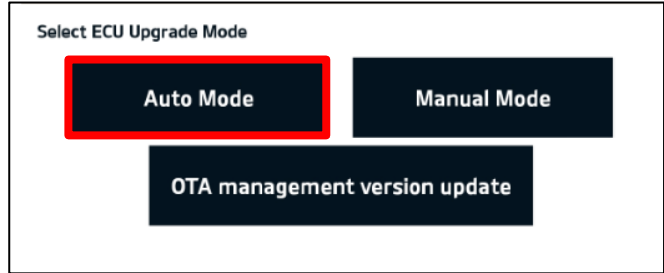 Select ECU Upgrade Mode
Auto Mode
Manual Mode
OTA management version update